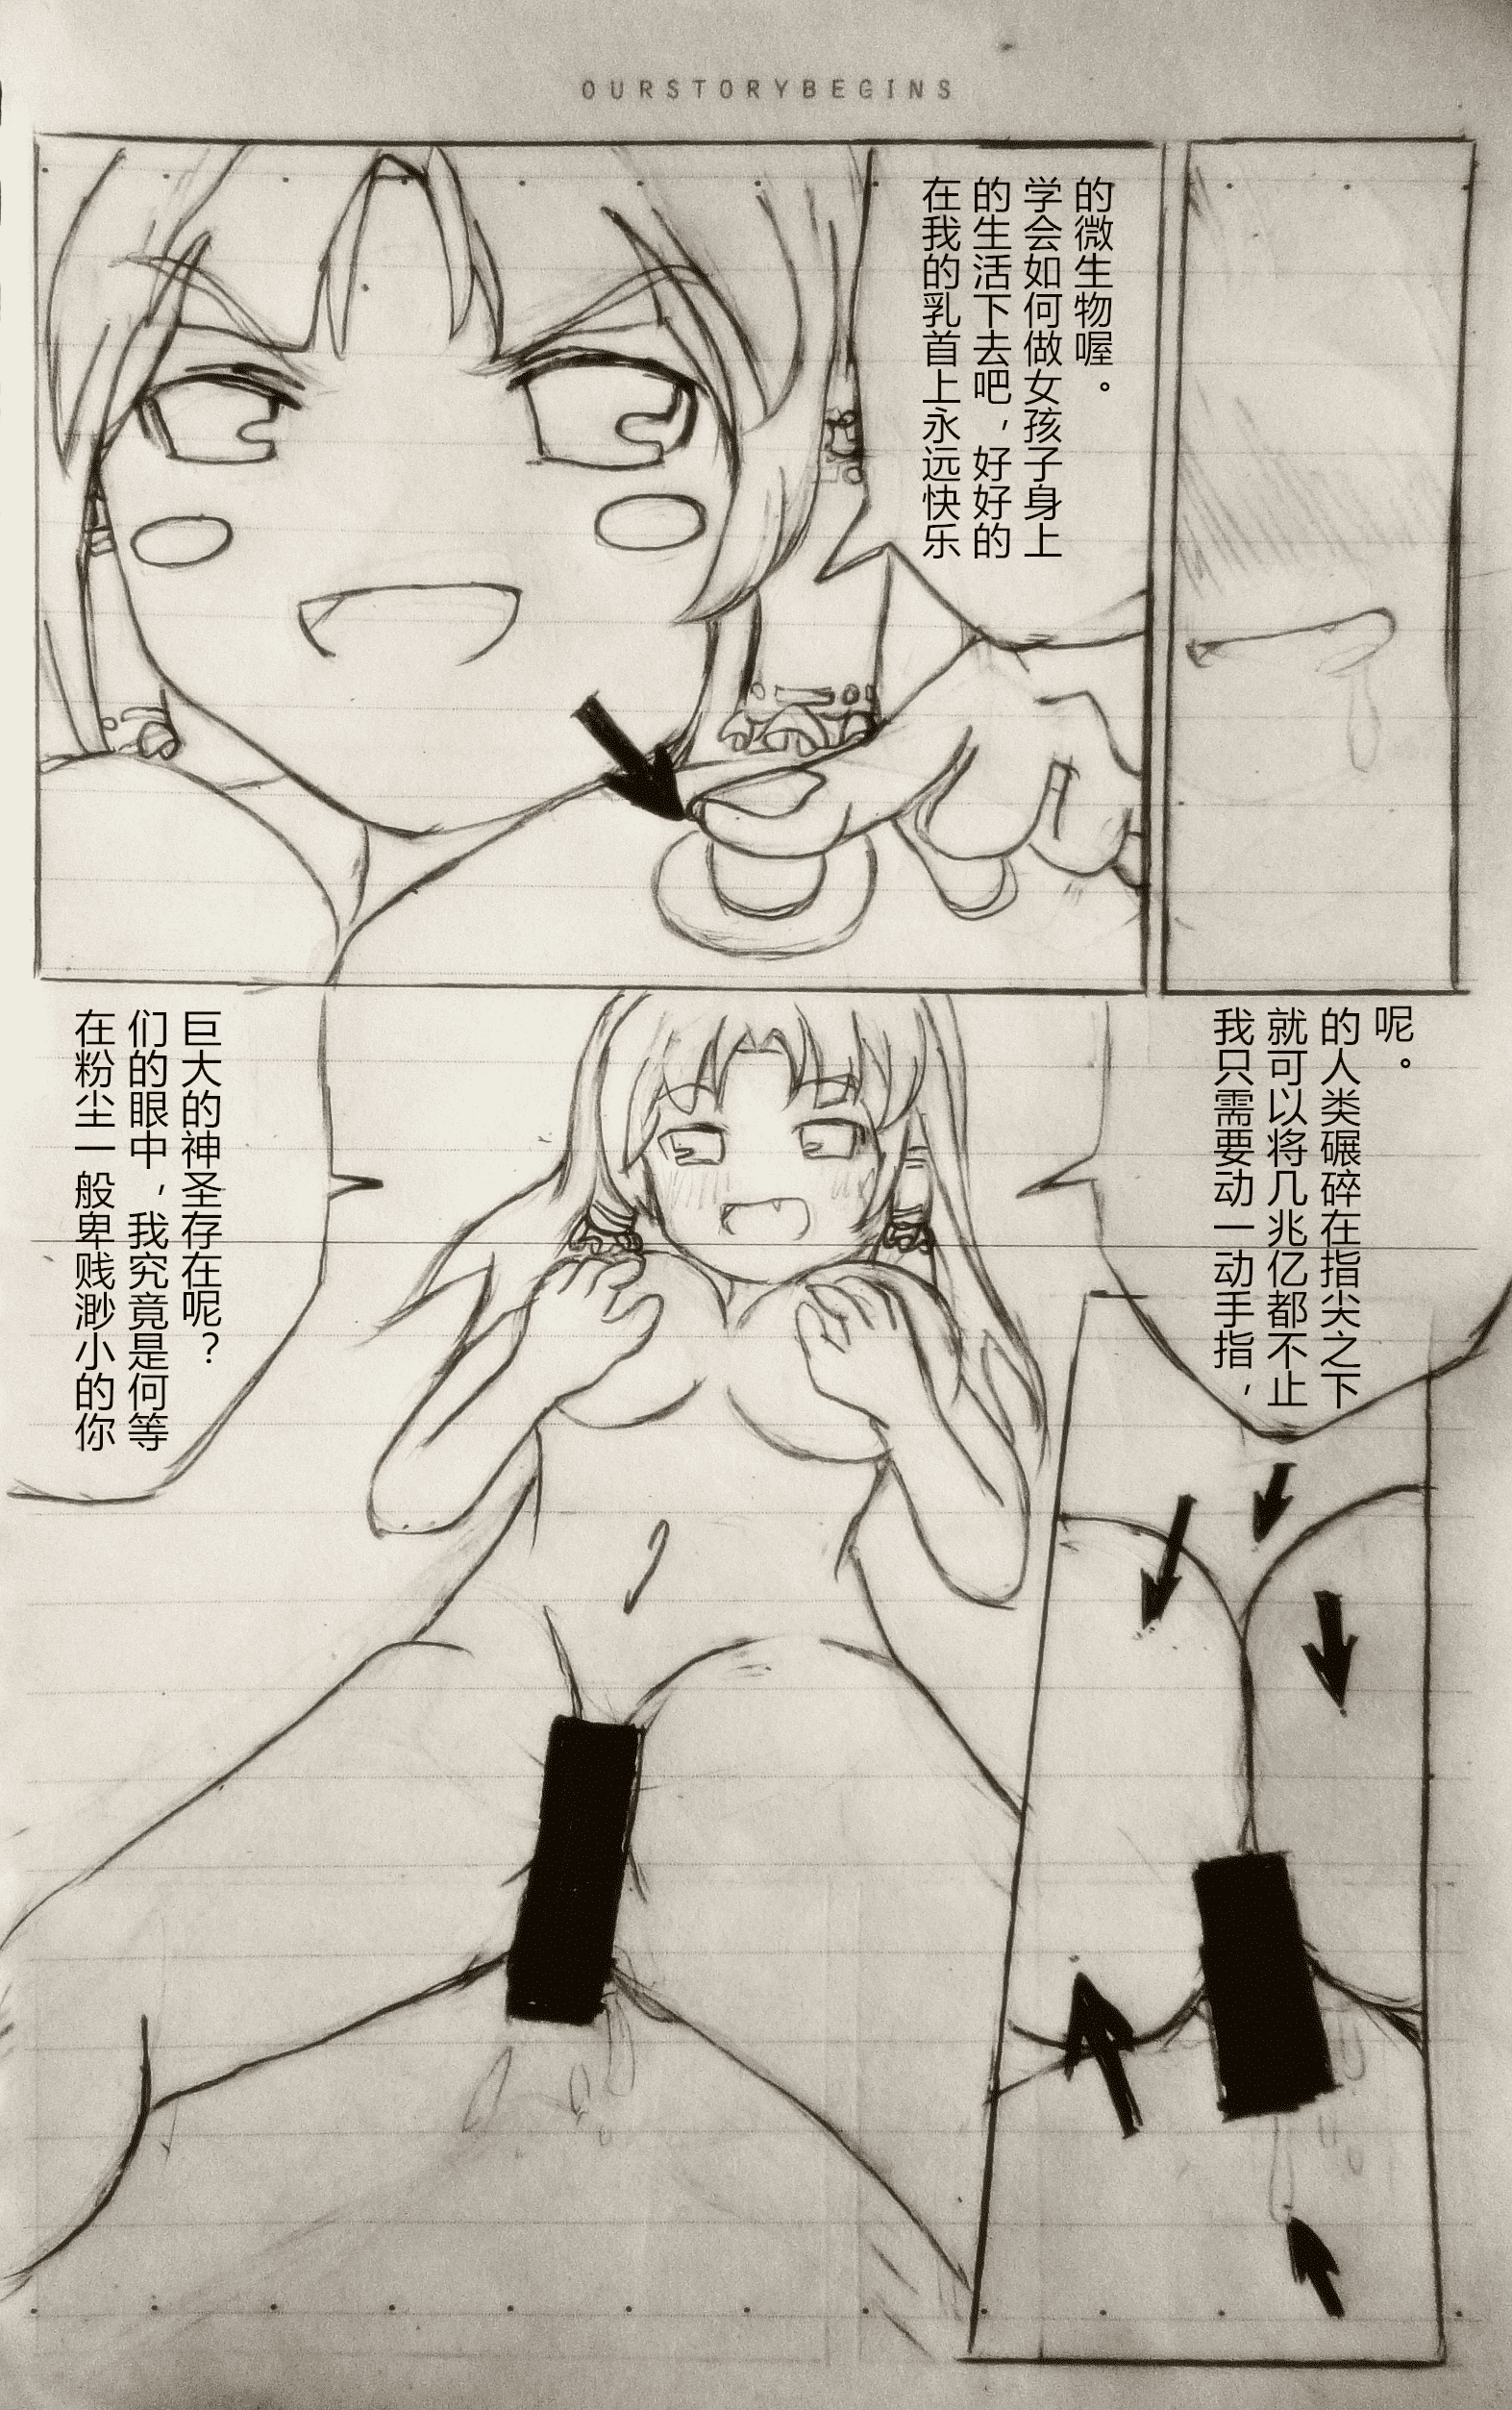 OURSTORYBEGINS
在我的乳首上永远快乐
的生活下去吧，好好的
学会如何做女孩子身上
的微生物喔。
我只需要动一动手指，
就可以将几兆亿都不止
的人类碾碎在指尖之下
呢。
在粉尘一般卑贱渺小的你
们的眼中，我究竟是何等
巨大的神圣存在呢？